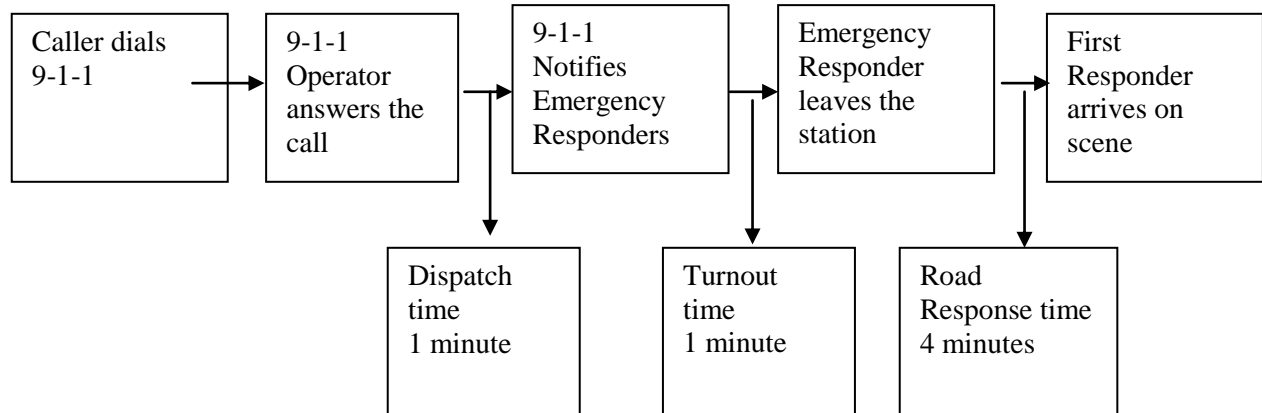 Caller dials
9-1-1
9-1-1
Operator
answers the
call
9-1-1
Notifies
Emergency
Responders
Emergency
Responder
leaves the
station
First
Responder
arrives on
scene
Dispatch
time
1 minute
Turnout
time
1 minute
Road
Response time
4 minutes